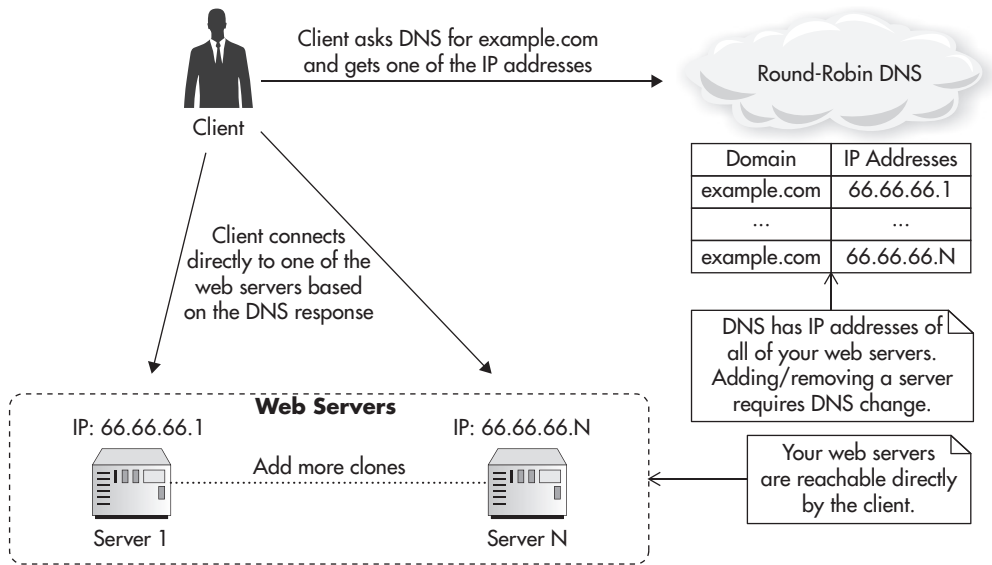 Client asks DNS for example.com
and gets one of the IP addresses
Round-Robin DNS
Client
Domain IP Addresses
example.com 66.66.66.1
... ...
example.com 66.66.66.N
Client connects
directly to one of the
web servers based
on the DNS response
DNS has IP addresses of
all of your web servers.
Adding/removing a server
requires DNS change.
Web Servers
IP: 66.66.66.1 IP: 66.66.66.N
Add more clones
Server 1 Server N
Your web servers
are reachable directly
by the client.